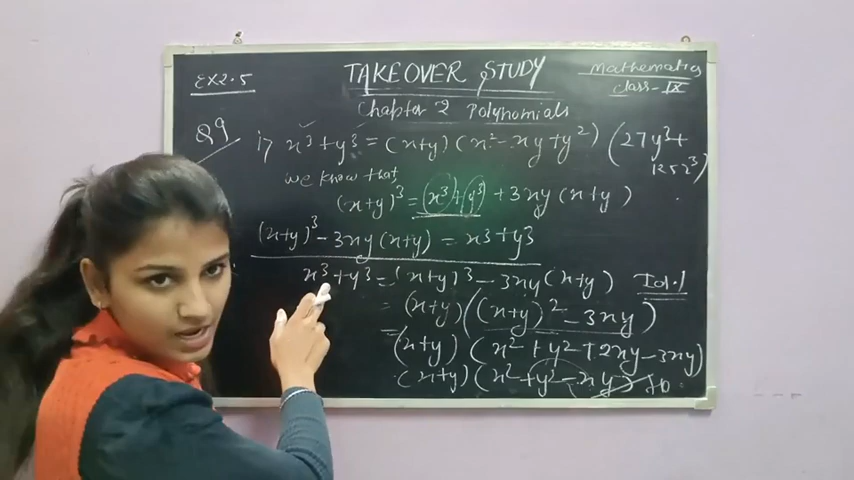 EX2.5
TAKEOVER STUDY
Mathematics
Class-IX
Chapter 2 Polynomials
Q9
i) x³ + y³ = (x+y) (x² - xy + y²) (27y³ + 125z³)
we know that,
(x+y)³ = x³ + y³ + 3xy (x+y)
(x+y)³ - 3xy (x+y) = x³ + y³
x³ + y³ = (x+y)³ - 3xy (x+y)
= (x+y) ((x+y)² - 3xy)
(x+y) (x² + y² + 2xy - 3xy)
(x+y) (x² + y² - xy)